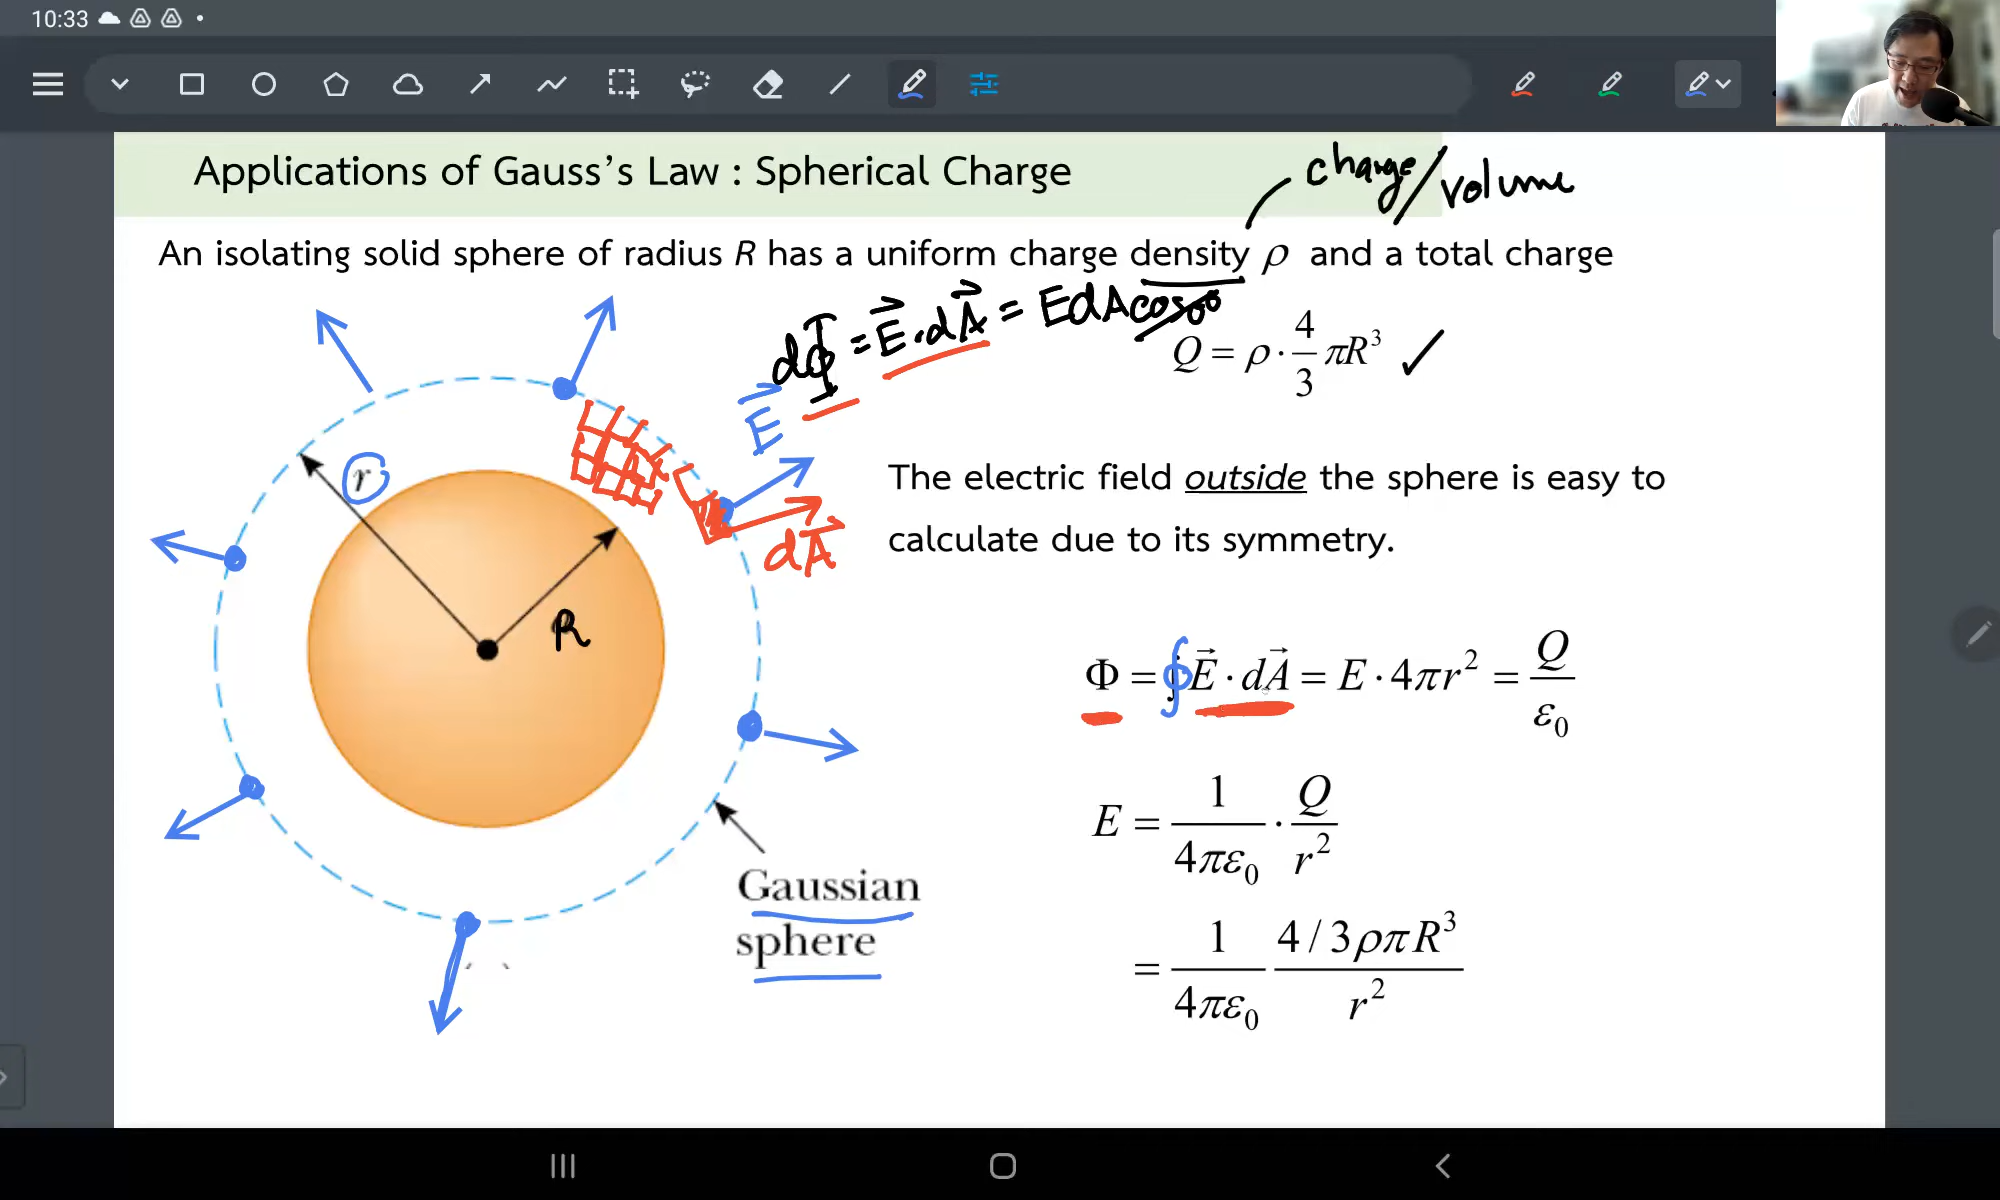 10:33
Applications of Gauss's Law : Spherical Charge
charge/volume
An isolating solid sphere of radius R has a uniform charge density ρ and a total charge
dΦ = E⃗·dA⃗ = EdA cos0°
Q = ρ · 4/3 πR³ ✓
E⃗
r
dA⃗
R
The electric field outside the sphere is easy to
calculate due to its symmetry.
Φ = ∮ E⃗ · dA⃗ = E · 4πr² = Q/ε₀
E = 1/4πε₀ · Q/r²
Gaussian
sphere
= 1/4πε₀ 4/3ρπR³/r²